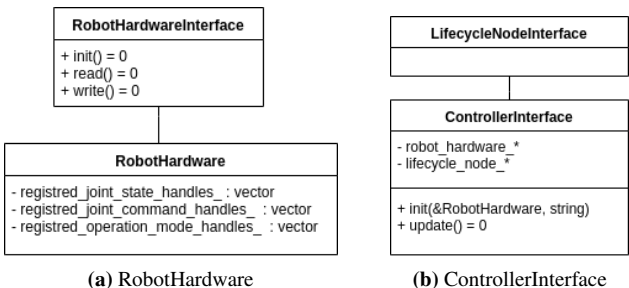 RobotHardwareInterface
+ init() = 0
+ read() = 0
+ write() = 0
RobotHardware
- registred_joint_state_handles_ : vector
- registred_joint_command_handles_ : vector
- registred_operation_mode_handles_ : vector
(a) RobotHardware
LifecycleNodeInterface
ControllerInterface
- robot_hardware_*
- lifecycle_node_*
+ init(&RobotHardware, string)
+ update() = 0
(b) ControllerInterface